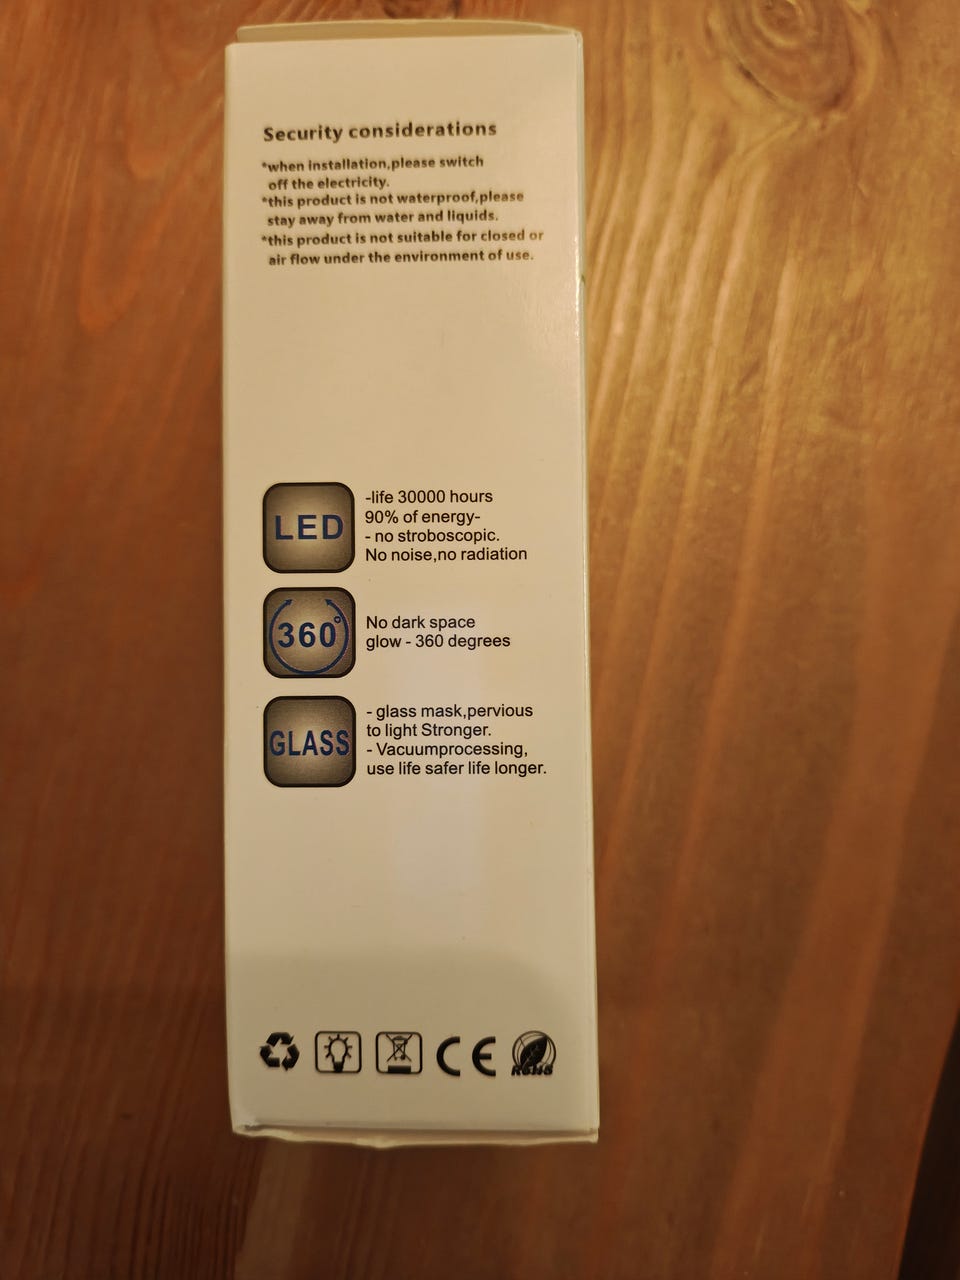 Security considerations
*when installation,please switch
off the electricity.
*this product is not waterproof,please
stay away from water and liquids.
*this product is not suitable for closed or
air flow under the environment of use.
LED
-life 30000 hours
90% of energy-
- no stroboscopic.
No noise,no radiation
360°
No dark space
glow - 360 degrees
GLASS
- glass mask,pervious
to light Stronger.
- Vacuumprocessing,
use life safer life longer.
CE
RoHS